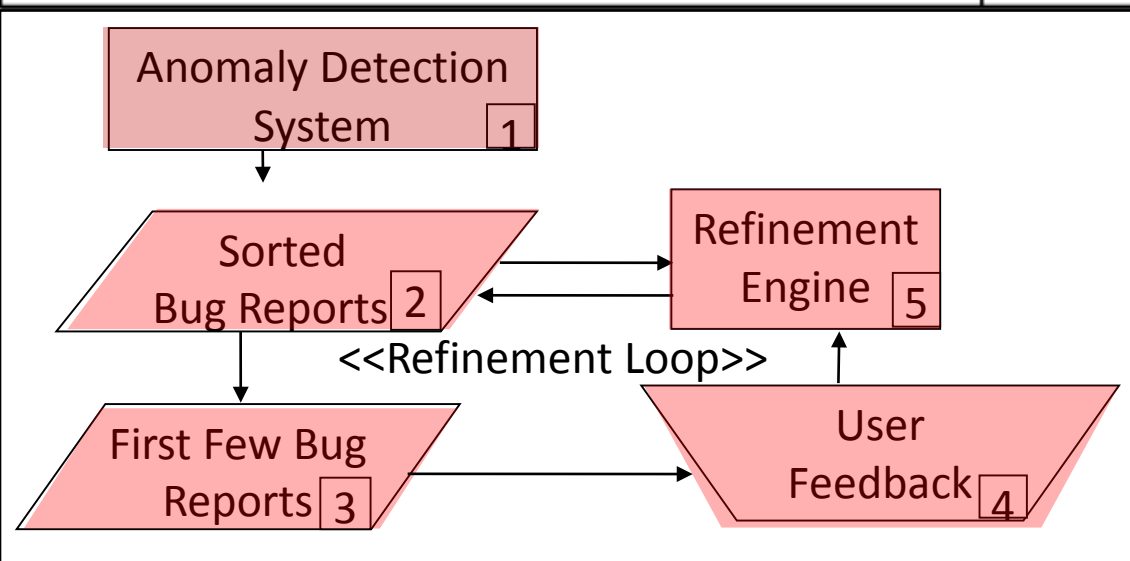 Anomaly Detection
System
1
Sorted
Bug Reports
2
Refinement
Engine
5
<<Refinement Loop>>
First Few Bug
Reports
3
User
Feedback
4